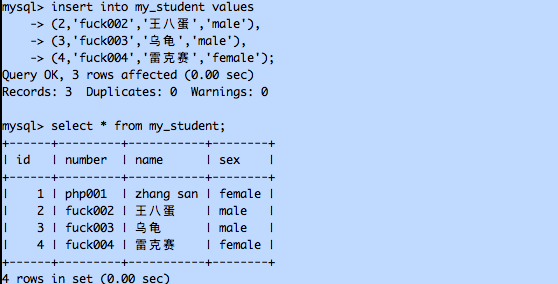 mysql> insert into my_student values
    -> (2,'fuck002','王八蛋','male'),
    -> (3,'fuck003','乌龟','male'),
    -> (4,'fuck004','雷克赛','female');
Query OK, 3 rows affected (0.00 sec)
Records: 3  Duplicates: 0  Warnings: 0

mysql> select * from my_student;
+------+---------+-----------+--------+
| id   | number  | name      | sex    |
+------+---------+-----------+--------+
|    1 | php001  | zhang san | female |
|    2 | fuck002 | 王八蛋    | male   |
|    3 | fuck003 | 乌龟      | male   |
|    4 | fuck004 | 雷克赛    | female |
+------+---------+-----------+--------+
4 rows in set (0.00 sec)